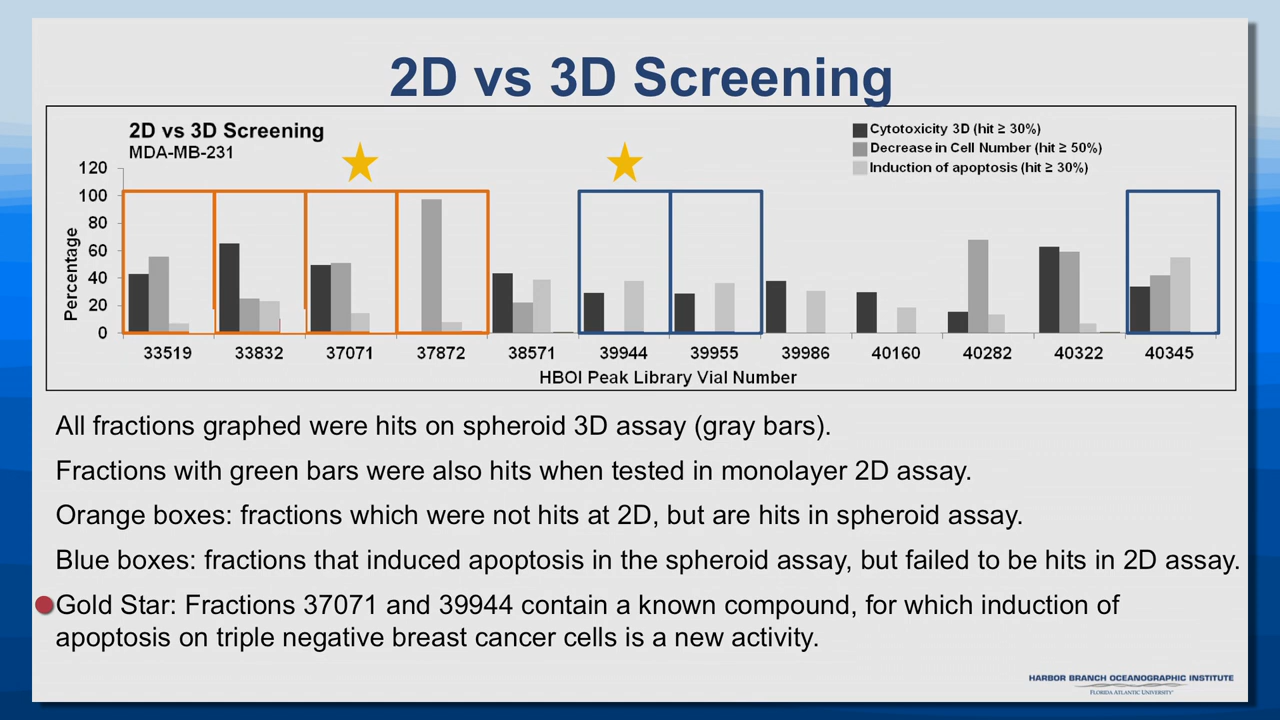 2D vs 3D Screening
2D vs 3D Screening
MDA-MB-231
Cytotoxicity 3D (hit ≥ 30%)
Decrease in Cell Number (hit ≥ 50%)
Induction of apoptosis (hit ≥ 30%)
Percentage
120
100
80
60
40
20
0
33519 33832 37071 37872 38571 39944 39955 39986 40160 40282 40322 40345
HBOI Peak Library Vial Number
All fractions graphed were hits on spheroid 3D assay (gray bars).
Fractions with green bars were also hits when tested in monolayer 2D assay.
Orange boxes: fractions which were not hits at 2D, but are hits in spheroid assay.
Blue boxes: fractions that induced apoptosis in the spheroid assay, but failed to be hits in 2D assay.
Gold Star: Fractions 37071 and 39944 contain a known compound, for which induction of
apoptosis on triple negative breast cancer cells is a new activity.
HARBOR BRANCH OCEANOGRAPHIC INSTITUTE
FLORIDA ATLANTIC UNIVERSITY